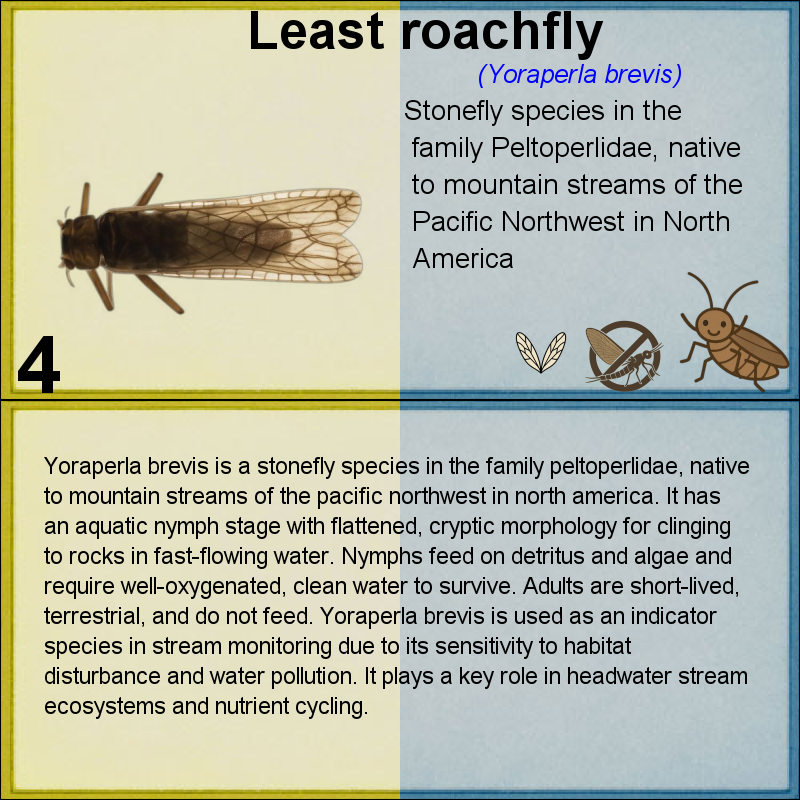 Least roachfly
(Yoraperla brevis)
Stonefly species in the
family Peltoperlidae, native
to mountain streams of the
Pacific Northwest in North
America
4
Yoraperla brevis is a stonefly species in the family peltoperlidae, native
to mountain streams of the pacific northwest in north america. It has
an aquatic nymph stage with flattened, cryptic morphology for clinging
to rocks in fast-flowing water. Nymphs feed on detritus and algae and
require well-oxygenated, clean water to survive. Adults are short-lived,
terrestrial, and do not feed. Yoraperla brevis is used as an indicator
species in stream monitoring due to its sensitivity to habitat
disturbance and water pollution. It plays a key role in headwater stream
ecosystems and nutrient cycling.